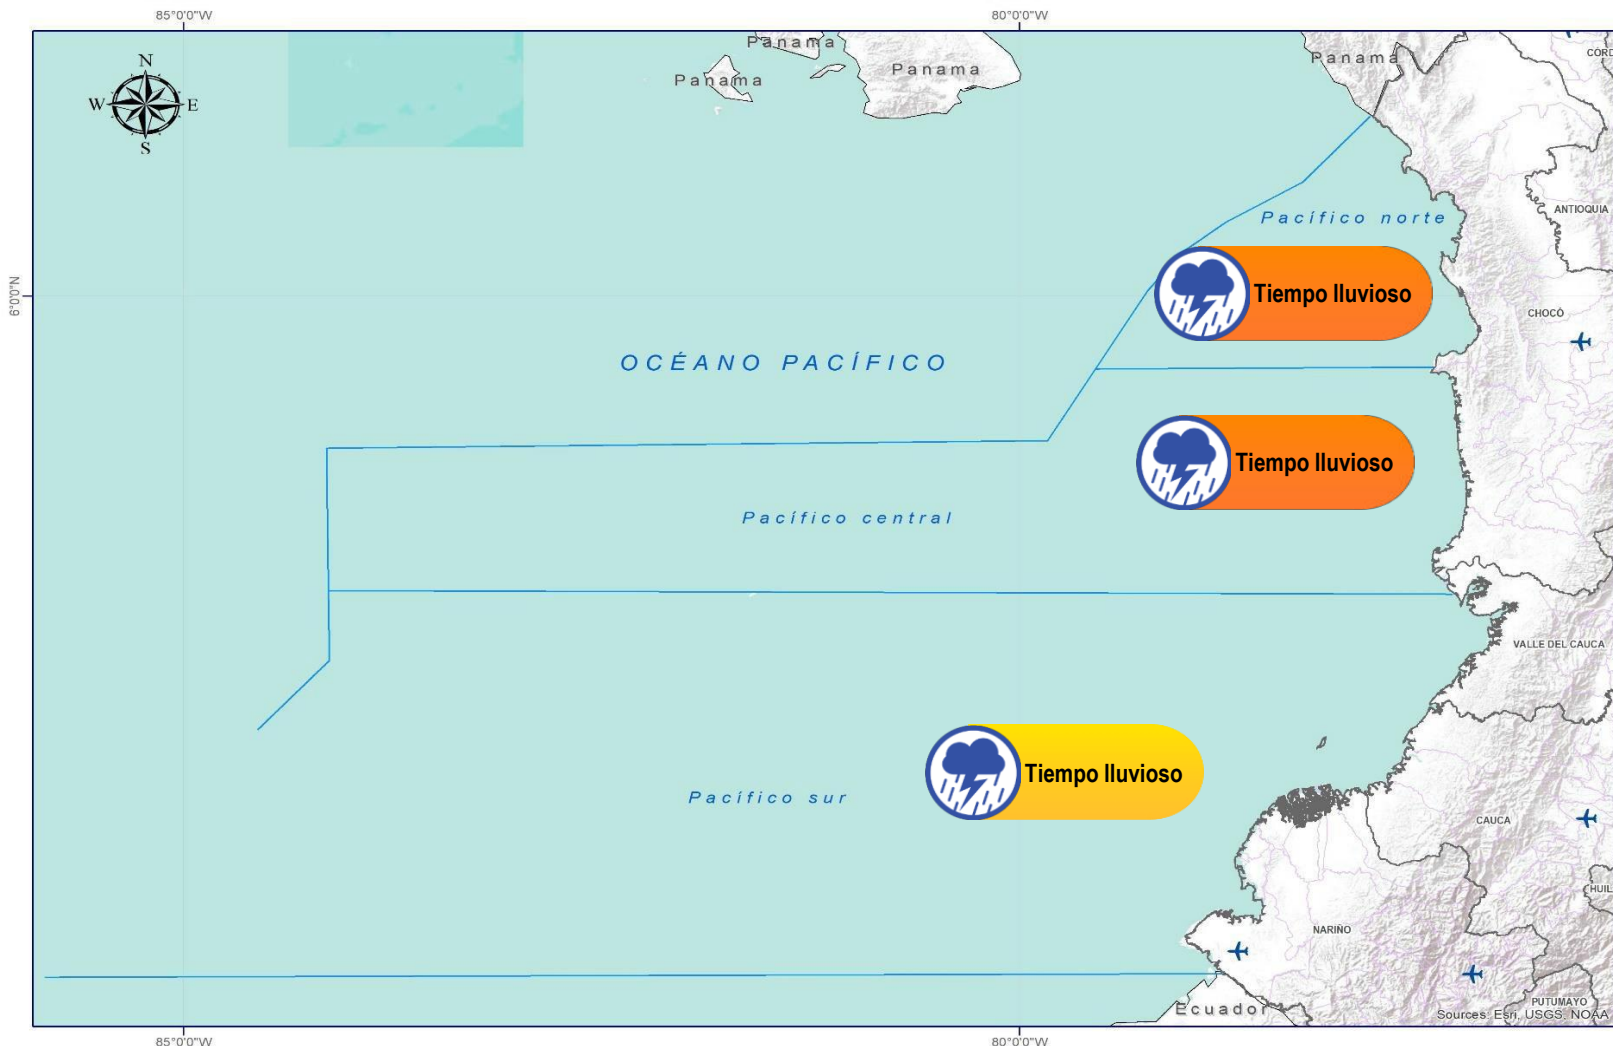 85°0'0"W
80°0'0"W
N
W
E
S
Panama
Panama
Panama
Panama
CÓRD
ANTIOQUIA
Pacífico norte
6°0'0"N
Tiempo lluvioso
CHOCÓ
OCÉANO PACÍFICO
Tiempo lluvioso
Pacífico central
VALLE DEL CAUCA
Tiempo lluvioso
Pacífico sur
CAUCA
HUIL
NARIÑO
PUTUMAYO
Ecuador
Sources: Esri, USGS, NOAA
85°0'0"W
80°0'0"W